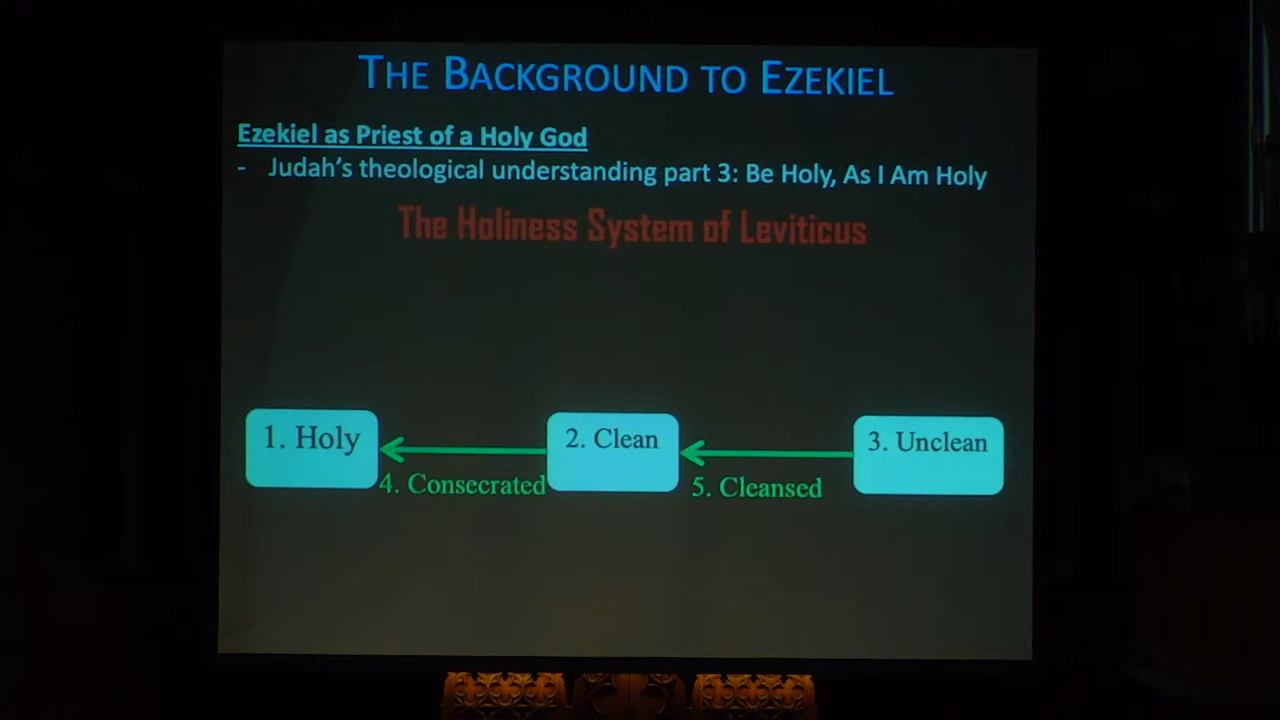 THE BACKGROUND TO EZEKIEL
Ezekiel as Priest of a Holy God
- Judah's theological understanding part 3: Be Holy, As I Am Holy
The Holiness System of Leviticus
1. Holy
2. Clean
3. Unclean
4. Consecrated
5. Cleansed